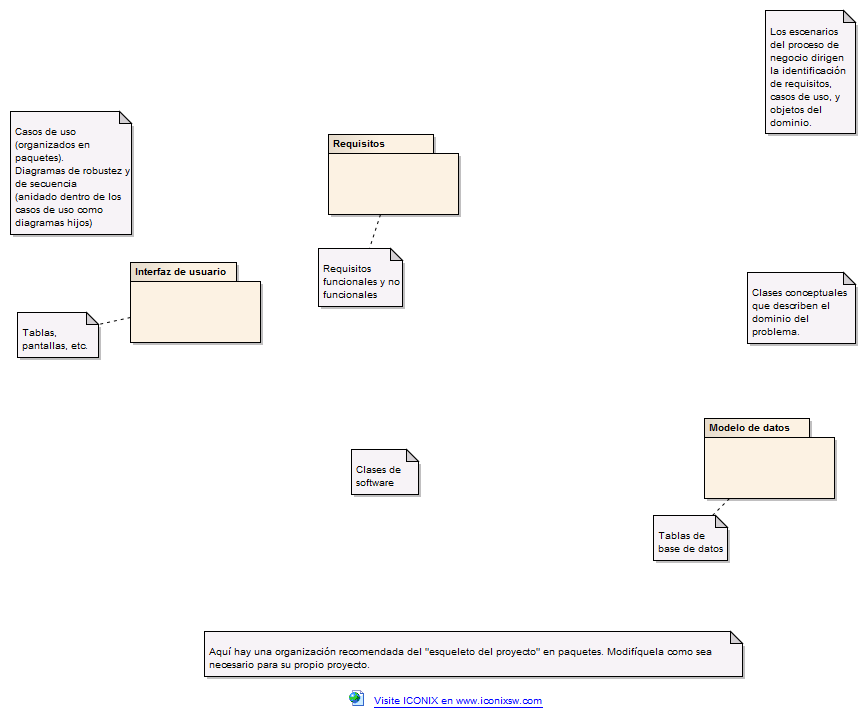 Los escenarios
del proceso de
negocio dirigen
la identificación
de requisitos,
casos de uso, y
objetos del
dominio.
Casos de uso
(organizados en
paquetes).
Diagramas de robustez y
de secuencia
(anidado dentro de los
casos de uso como
diagramas hijos)
Requisitos
Requisitos
funcionales y no
funcionales
Interfaz de usuario
Tablas,
pantallas, etc.
Clases conceptuales
que describen el
dominio del
problema.
Modelo de datos
Clases de
software
Tablas de
base de datos
Aquí hay una organización recomendada del "esqueleto del proyecto" en paquetes. Modifíquela como sea
necesario para su propio proyecto.
Visite ICONIX en www.iconixsw.com